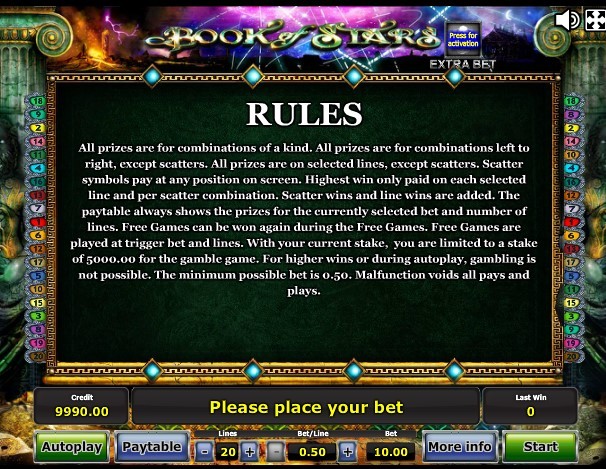 BOOK of STARS
Press for
activation
EXTRA BET
RULES
All prizes are for combinations of a kind. All prizes are for combinations left to
right, except scatters. All prizes are on selected lines, except scatters. Scatter
symbols pay at any position on screen. Highest win only paid on each selected
line and per scatter combination. Scatter wins and line wins are added. The
paytable always shows the prizes for the currently selected bet and number of
lines. Free Games can be won again during the Free Games. Free Games are
played at trigger bet and lines. With your current stake, you are limited to a stake
of 5000.00 for the gamble game. For higher wins or during autoplay, gambling is
not possible. The minimum possible bet is 0.50. Malfunction voids all pays and
plays.
Credit
9990.00
Please place your bet
Last Win
0
Autoplay
Paytable
Lines
- 20 +
Bet/Line
- 0.50 +
Bet
10.00
More info
Start